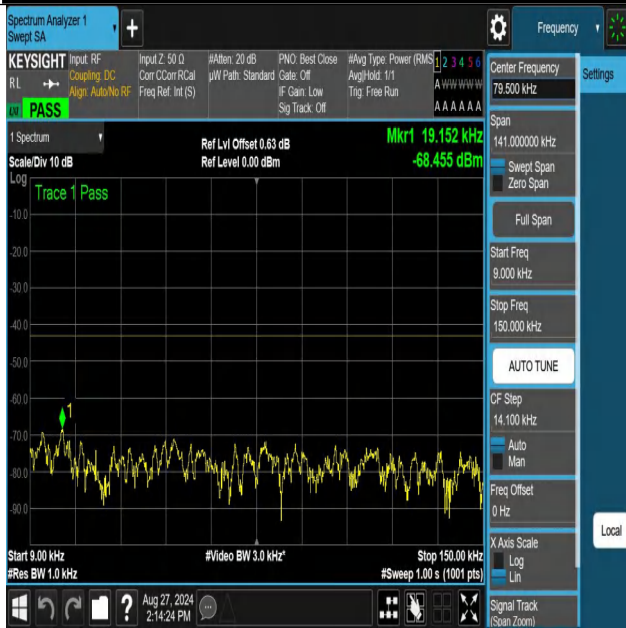 Spectrum Analyzer 1
Swept SA
+
Frequency
KEYSIGHT
RL
PASS
Input: RF
Coupling: DC
Align: Auto/No RF
Input Z: 50 Ω
Corr CCorr RCal
Freq Ref: Int (S)
#Atten: 20 dB
µW Path: Standard
PNO: Best Close
Gate: Off
IF Gain: Low
Sig Track: Off
#Avg Type: Power (RMS)
Avg|Hold: 1/1
Trig: Free Run
1 2 3 4 5 6
A W W W W W
A A A A A A
1 Spectrum
Scale/Div 10 dB
Ref Lvl Offset 0.63 dB
Ref Level 0.00 dBm
Mkr1 19.152 kHz
-68.455 dBm
Log
Trace 1 Pass
-10.0
-20.0
-30.0
-40.0
-50.0
-60.0
1
-70.0
-80.0
-90.0
Start 9.00 kHz
#Res BW 1.0 kHz
#Video BW 3.0 kHz*
Stop 150.00 kHz
#Sweep 1.00 s (1001 pts)
Aug 27, 2024
2:14:24 PM
Center Frequency
79.500 kHz
Settings
Span
141.000000 kHz
Swept Span
Zero Span
Full Span
Start Freq
9.000 kHz
Stop Freq
150.000 kHz
AUTO TUNE
CF Step
14.100 kHz
Auto
Man
Freq Offset
0 Hz
Local
X Axis Scale
Log
Lin
Signal Track
(Span Zoom)